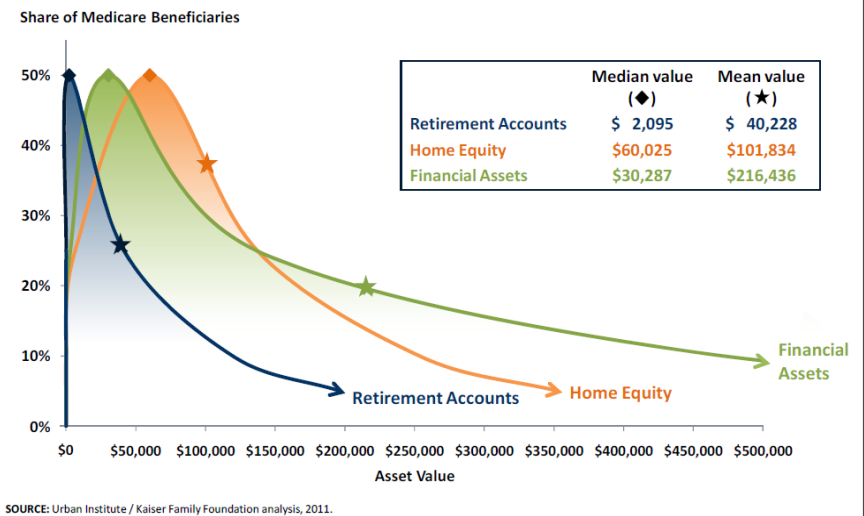 Share of Medicare Beneficiaries
50%
40%
30%
20%
10%
0%
Median value Mean value
(◆) (★)
Retirement Accounts $ 2,095 $ 40,228
Home Equity $60,025 $101,834
Financial Assets $30,287 $216,436
Financial
Assets
Retirement Accounts
Home Equity
$0 $50,000 $100,000 $150,000 $200,000 $250,000 $300,000 $350,000 $400,000 $450,000 $500,000
Asset Value
SOURCE: Urban Institute / Kaiser Family Foundation analysis, 2011.